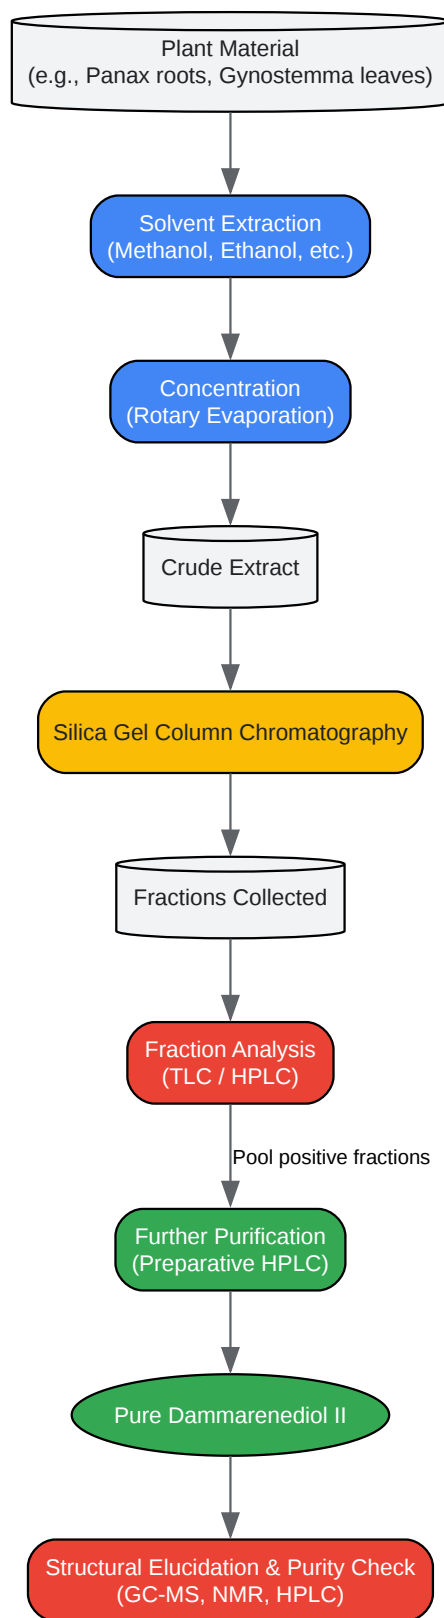 Plant Material
(e.g., Panax roots, Gynostemma leaves)
Solvent Extraction
(Methanol, Ethanol, etc.)
Concentration
(Rotary Evaporation)
Crude Extract
Silica Gel Column Chromatography
Fractions Collected
Fraction Analysis
(TLC / HPLC)
Pool positive fractions
Further Purification
(Preparative HPLC)
Pure Dammarenediol II
Structural Elucidation & Purity Check
(GC-MS, NMR, HPLC)